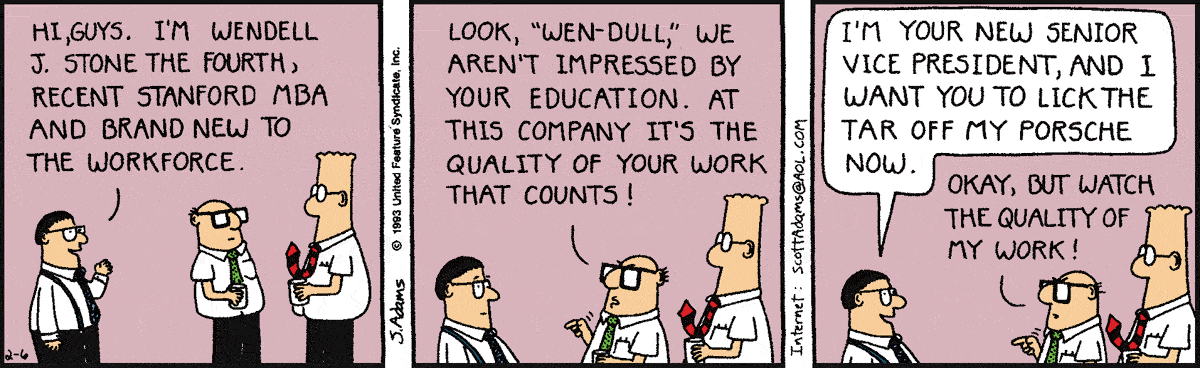 HI, GUYS. I'M WENDELL
J. STONE THE FOURTH,
RECENT STANFORD MBA
AND BRAND NEW TO
THE WORKFORCE.
2-6
S.Adams
© 1993 United Feature Syndicate, Inc.
LOOK, "WEN-DULL," WE
AREN'T IMPRESSED BY
YOUR EDUCATION. AT
THIS COMPANY IT'S THE
QUALITY OF YOUR WORK
THAT COUNTS!
Internet: SCOTTADAMS@AOL.COM
I'M YOUR NEW SENIOR
VICE PRESIDENT, AND I
WANT YOU TO LICK THE
TAR OFF MY PORSCHE
NOW.
OKAY, BUT WATCH
THE QUALITY OF
MY WORK!